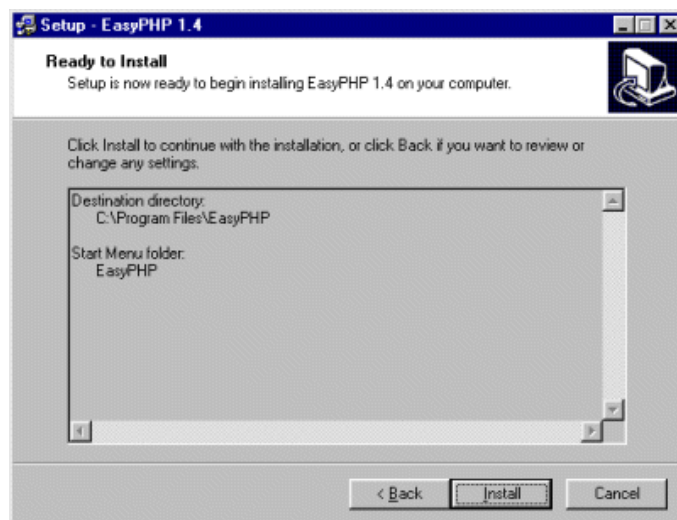 Setup - EasyPHP 1.4
Ready to Install
Setup is now ready to begin installing EasyPHP 1.4 on your computer.
Click Install to continue with the installation, or click Back if you want to review or
change any settings.
Destination directory:
C:\Program Files\EasyPHP
Start Menu folder:
EasyPHP
< Back
Install
Cancel